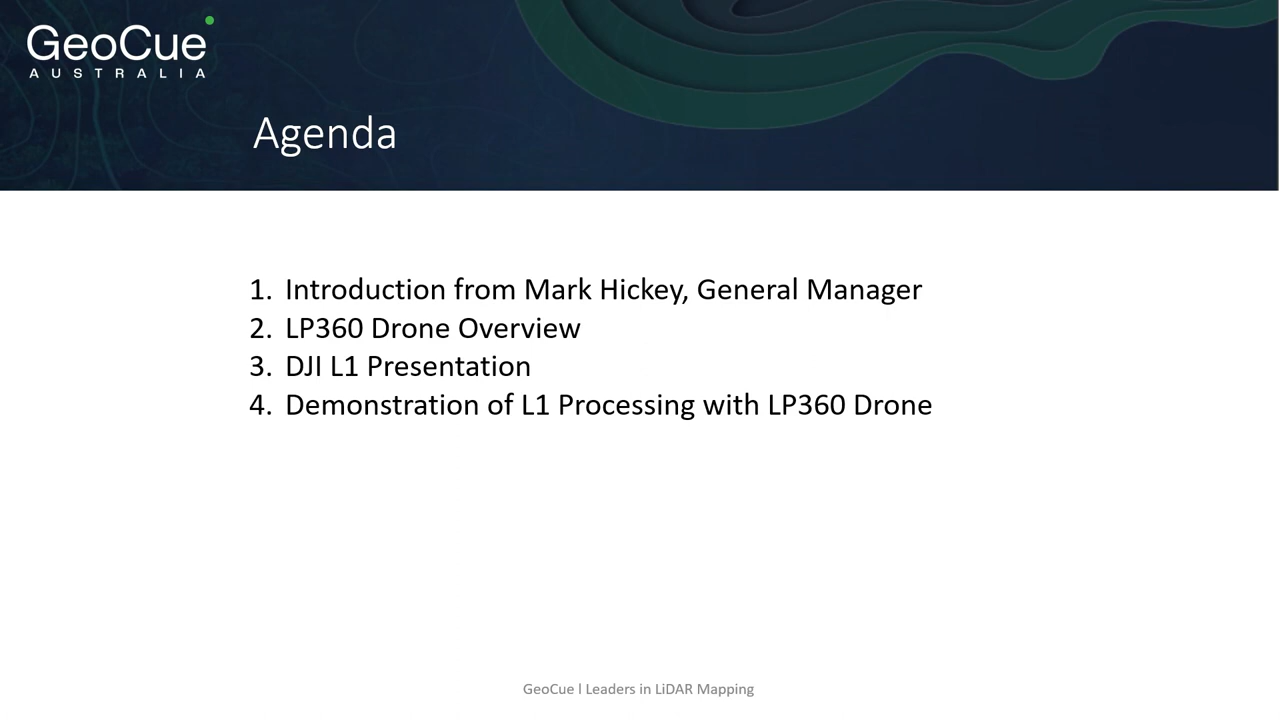 GeoCue
AUSTRALIA
Agenda
1. Introduction from Mark Hickey, General Manager
2. LP360 Drone Overview
3. DJI L1 Presentation
4. Demonstration of L1 Processing with LP360 Drone
GeoCue l Leaders in LiDAR Mapping